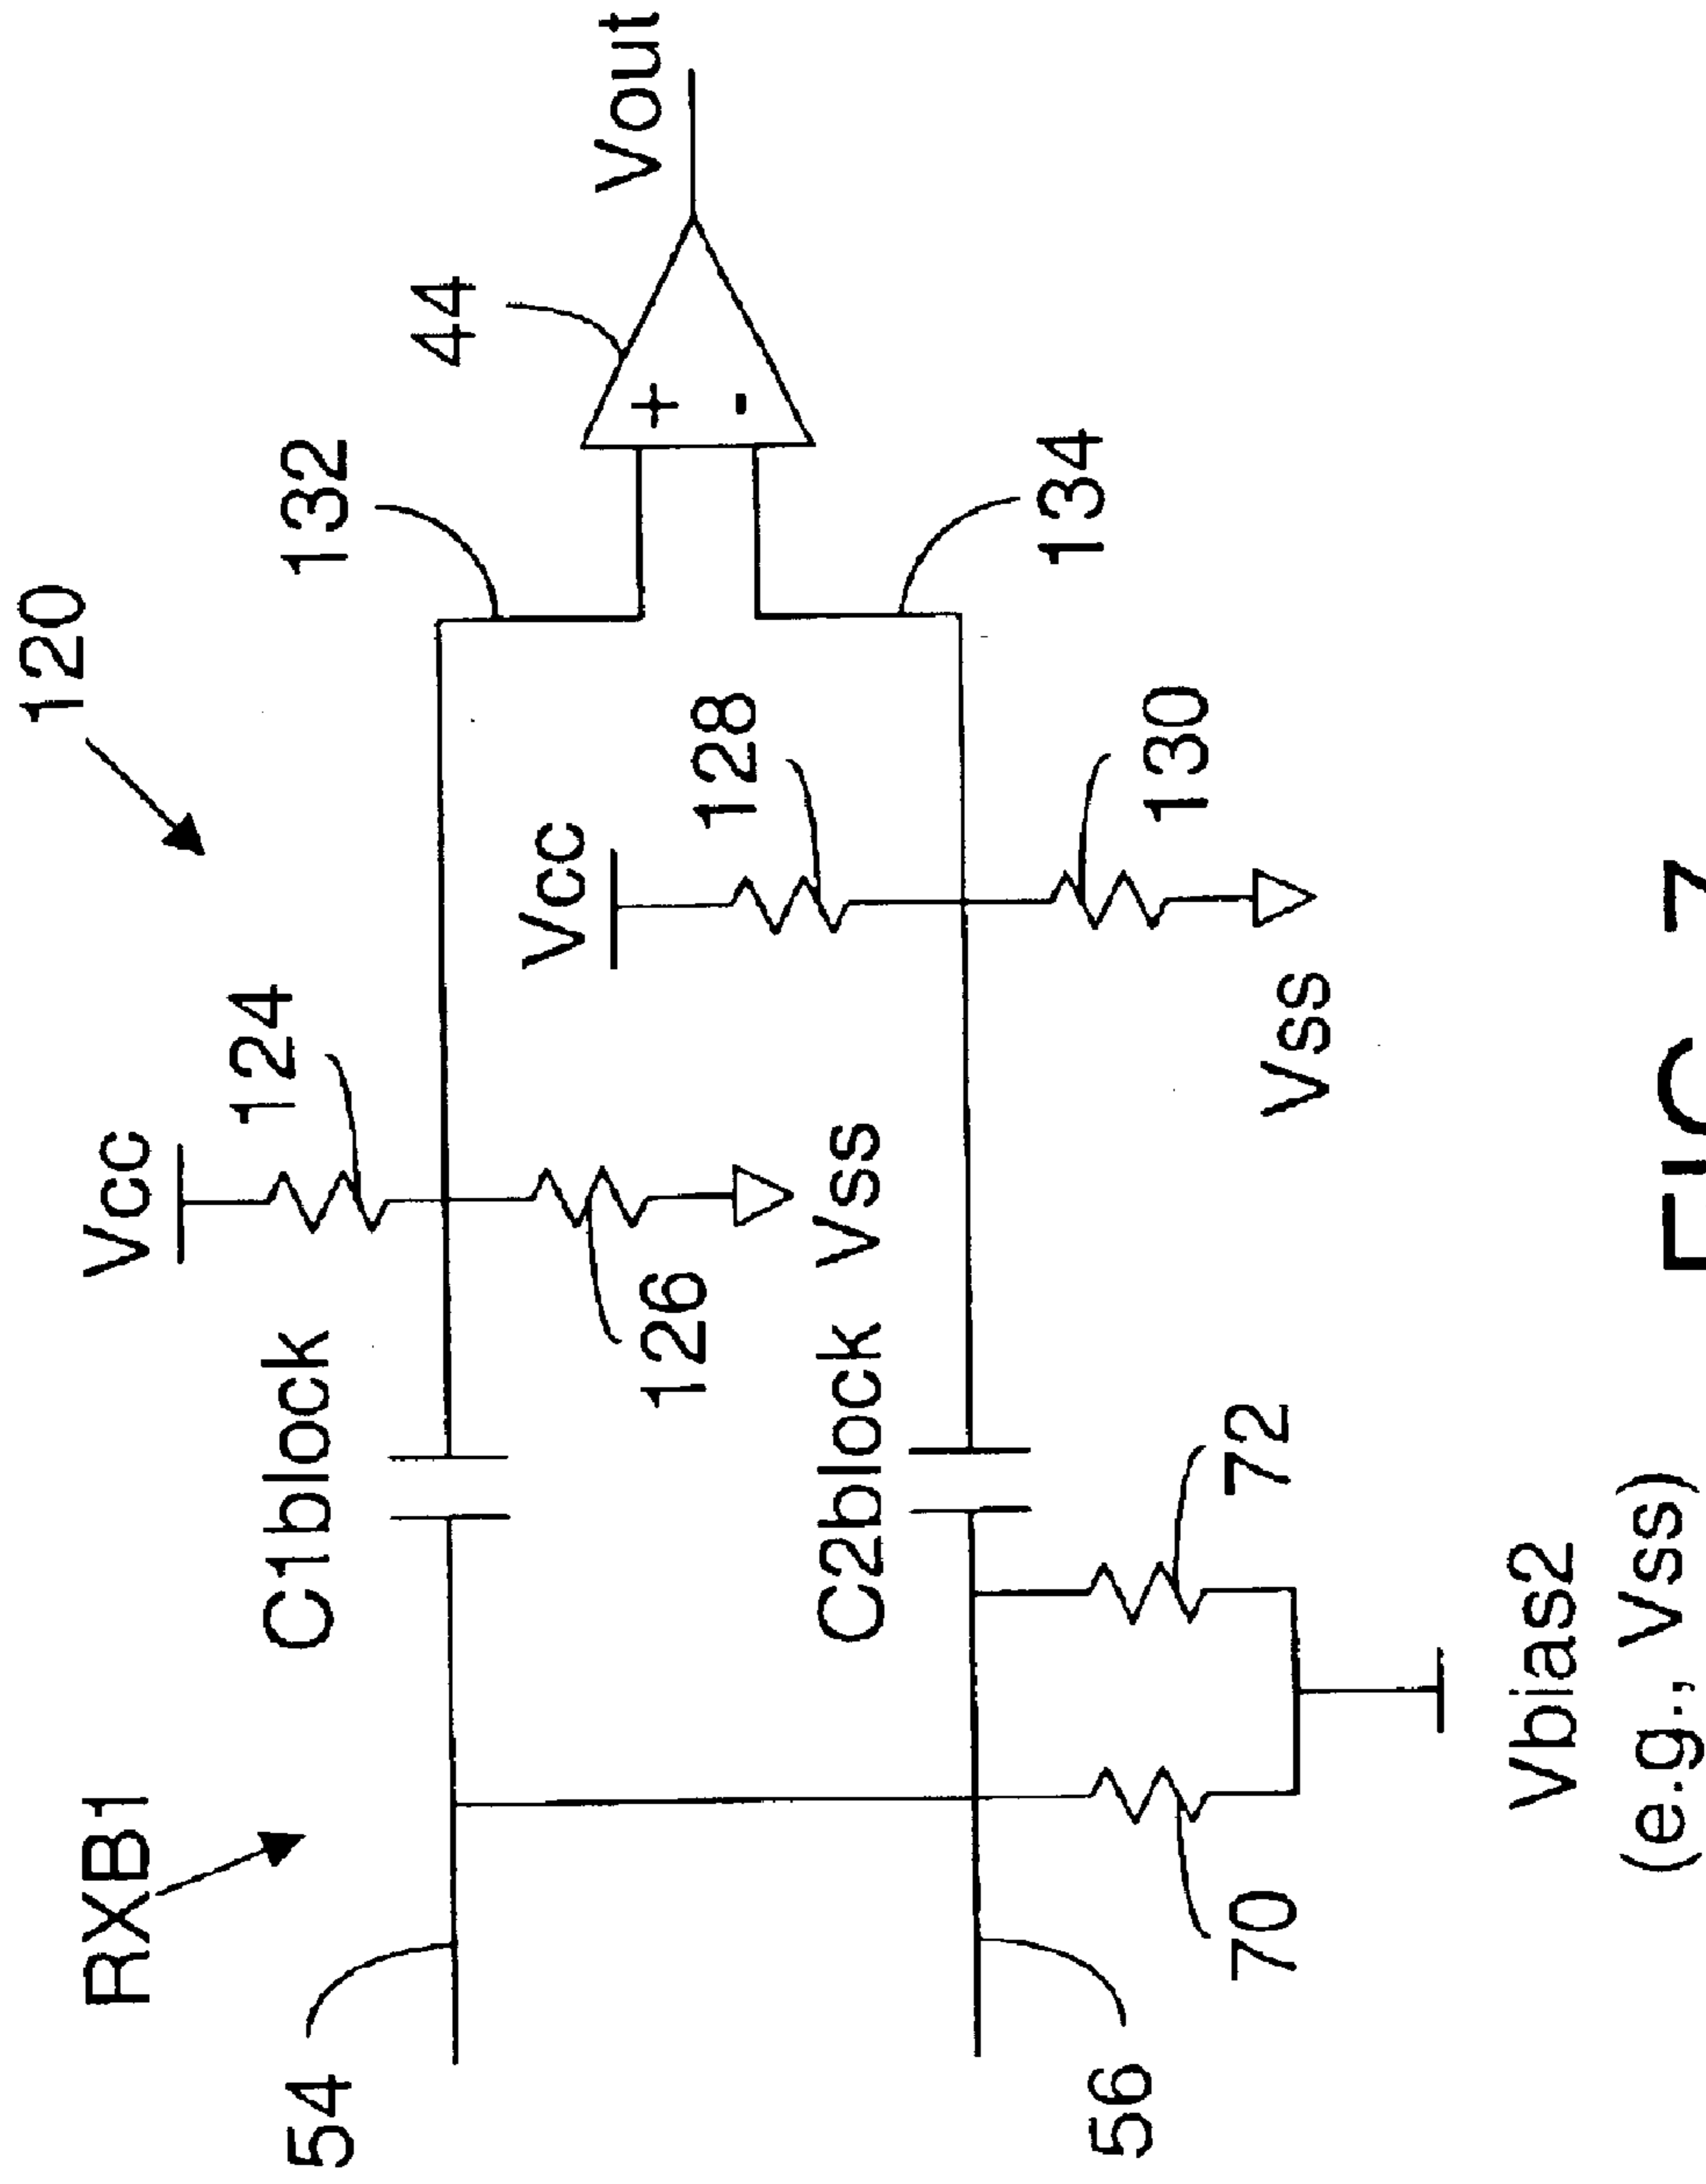 120
RXB1
Vcc
124
132
44
54
C1block
Vout
+
-
Vcc
128
126
Vss
C2block
134
56
70
72
130
Vss
Vbias2
(e.g., Vss)
FIG. 7